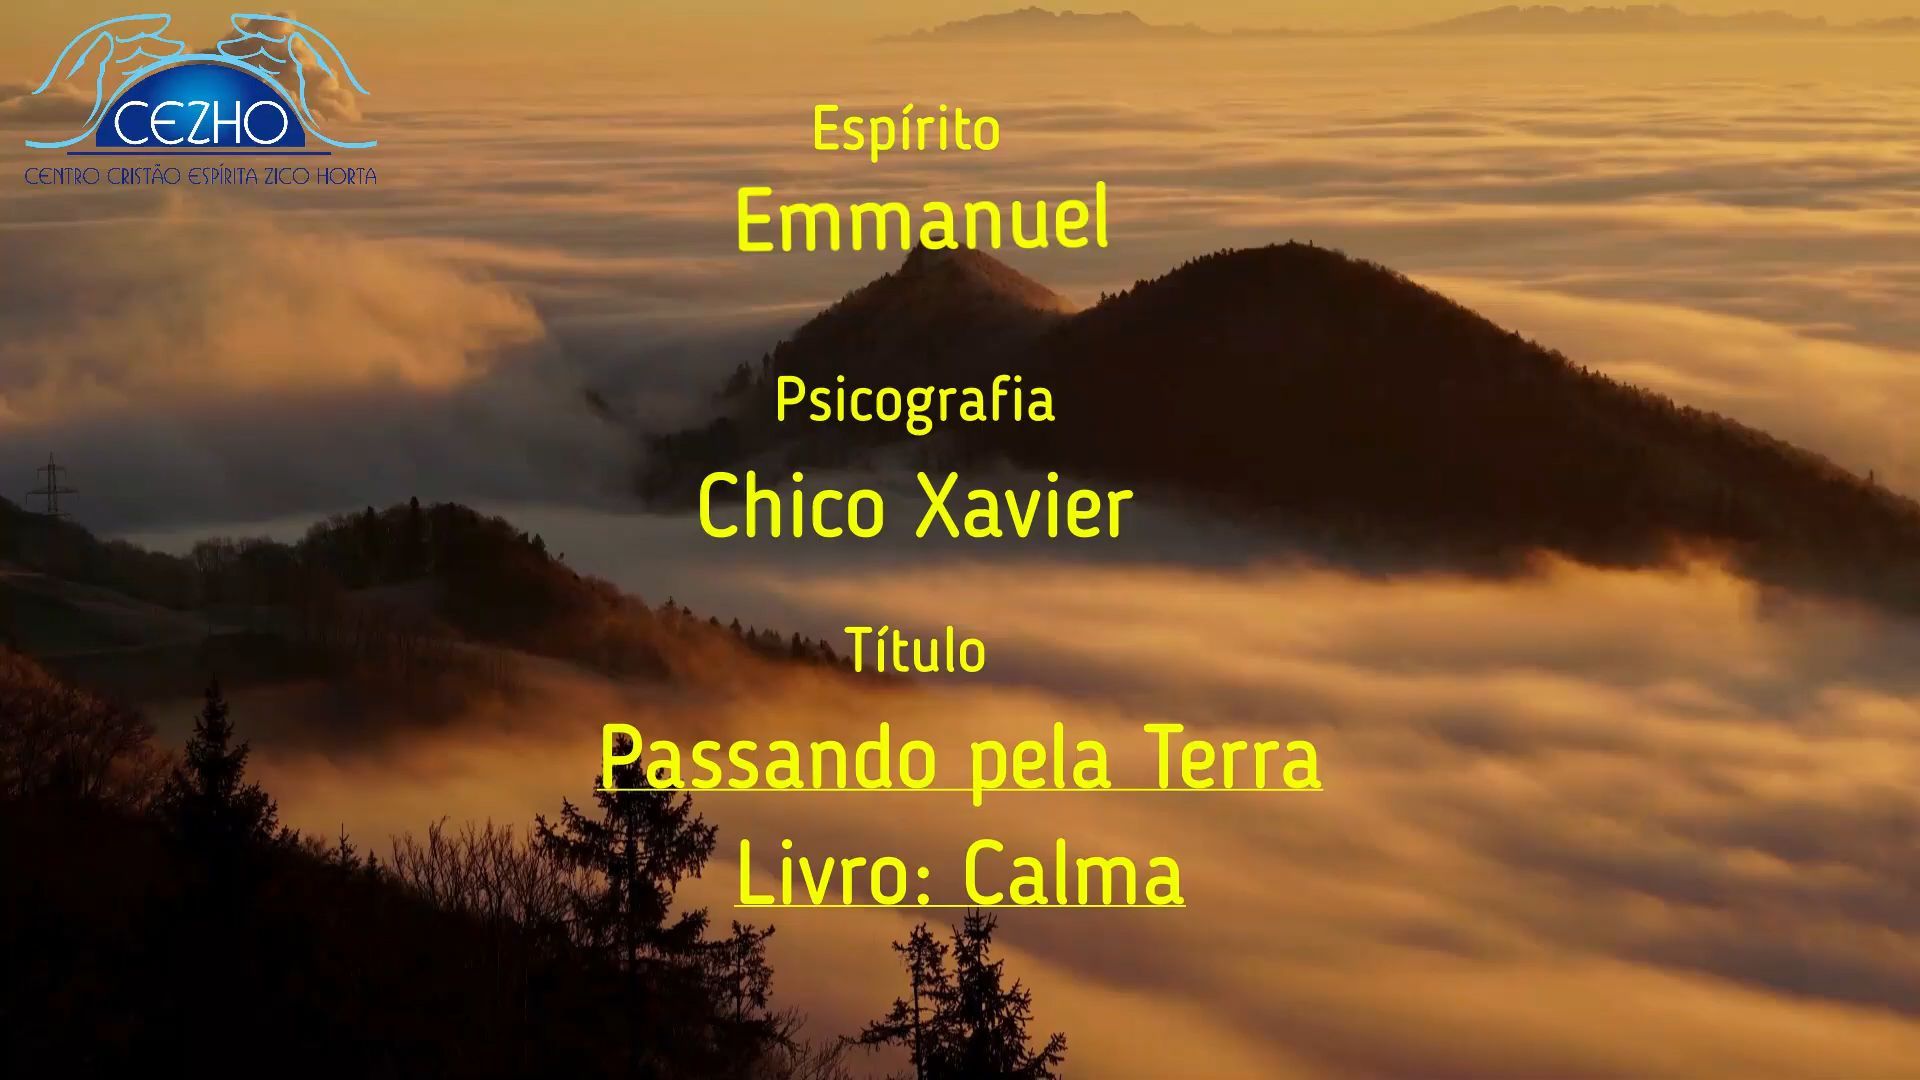 CEZHO
CENTRO CRISTÃO ESPÍRITA ZICO HORTA
Espírito
Emmanuel
Psicografia
Chico Xavier
Título
Passando pela Terra
Livro: Calma